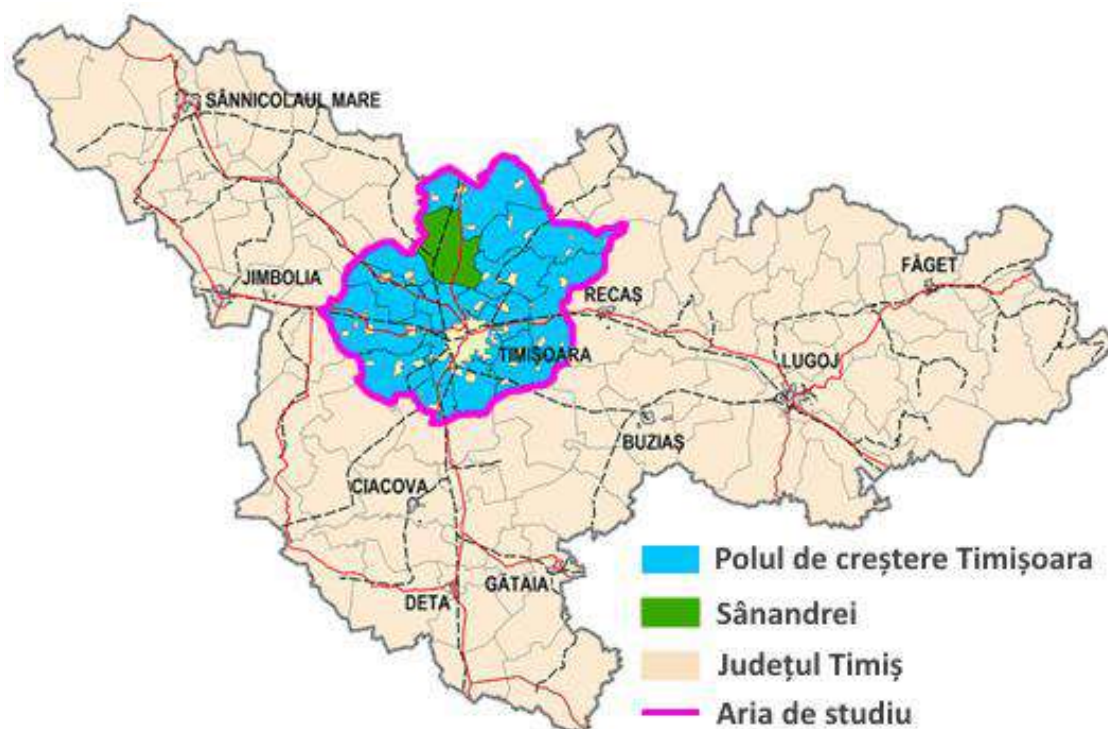 SÂNNICOLAUL MARE
JIMBOLIA
FĂGET
RECAȘ
TIMIȘOARA
LUGOJ
BUZIAȘ
CIACOVA
GĂTAIA
DETA
Polul de creștere Timișoara
Sânandrei
Județul Timiș
Aria de studiu